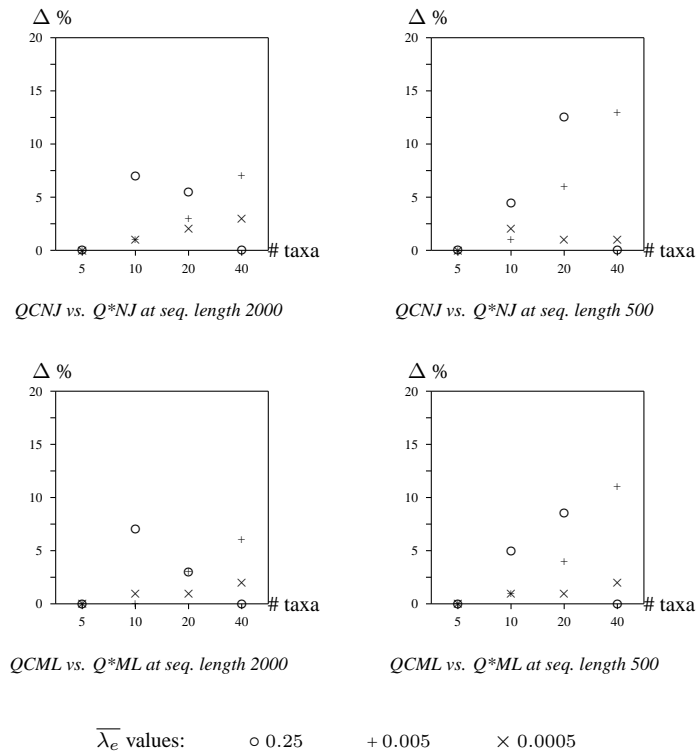 Δ % Δ %
20 20
15 15
10 10
5 5
0 # taxa 0 # taxa
5 10 20 40 5 10 20 40
QCNJ vs. Q*NJ at seq. length 2000 QCNJ vs. Q*NJ at seq. length 500
Δ % Δ %
20 20
15 15
10 10
5 5
0 # taxa 0 # taxa
5 10 20 40 5 10 20 40
QCML vs. Q*ML at seq. length 2000 QCML vs. Q*ML at seq. length 500
λ̅ₑ values: ○ 0.25 + 0.005 × 0.0005